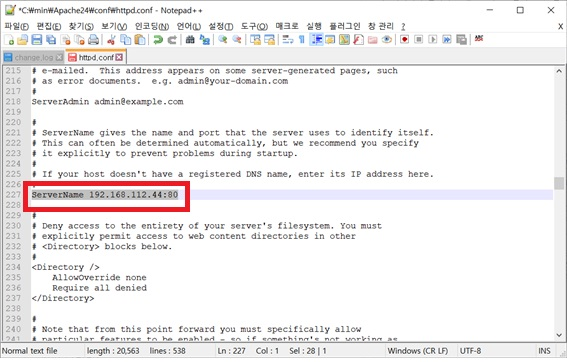 *C:₩min₩Apache24₩conf₩httpd.conf - Notepad++
파일(F) 편집(E) 찾기(S) 보기(V) 인코딩(N) 언어(L) 설정(T) 도구(O) 매크로 실행 플러그인 창 관리 ? X
change.log httpd.conf
215 # e-mailed. This address appears on some server-generated pages, such
216 # as error documents. e.g. admin@your-domain.com
217 #
218 ServerAdmin admin@example.com
219
220 #
221 # ServerName gives the name and port that the server uses to identify itself.
222 # This can often be determined automatically, but we recommend you specify
223 # it explicitly to prevent problems during startup.
224 #
225 # If your host doesn't have a registered DNS name, enter its IP address here.
226
227 ServerName 192.168.112.44:80
228
229 #
230 # Deny access to the entirety of your server's filesystem. You must
231 # explicitly permit access to web content directories in other
232 # <Directory> blocks below.
233 #
234 <Directory />
235 AllowOverride none
236 Require all denied
237 </Directory>
238
239 #
240 # Note that from this point forward you must specifically allow
241 # particular features to be enabled - so if something's not working as
Normal text file length : 20,563 lines : 538 Ln : 227 Col : 1 Sel : 28 | 1 Windows (CR LF) UTF-8 INS